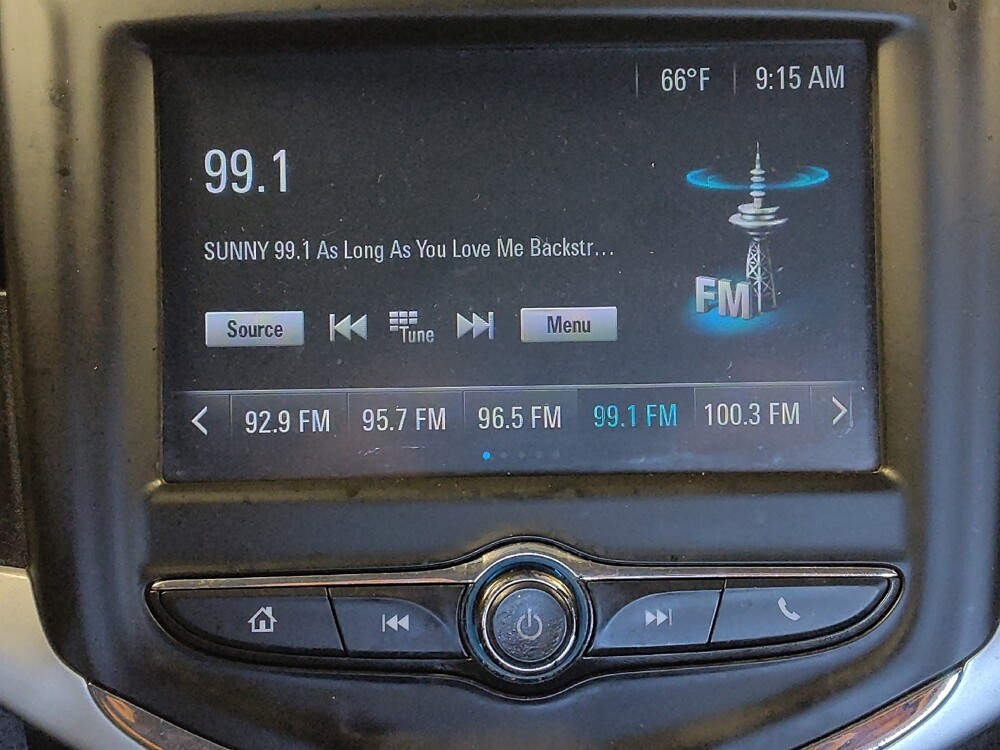 66°F 9:15 AM
99.1
SUNNY 99.1 As Long As You Love Me Backstr...
FM
Source Tune Menu
92.9 FM 95.7 FM 96.5 FM 99.1 FM 100.3 FM